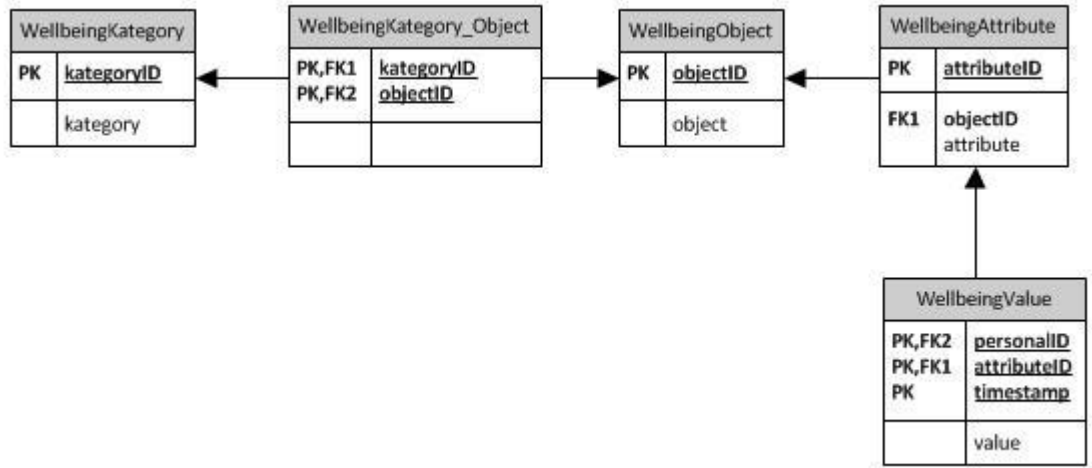 WellbeingKategory
PK kategoryID
kategory
WellbeingKategory_Object
PK,FK1 kategoryID
PK,FK2 objectID
WellbeingObject
PK objectID
object
WellbeingAttribute
PK attributeID
FK1 objectID
attribute
WellbeingValue
PK,FK2 personalID
PK,FK1 attributeID
PK timestamp
value